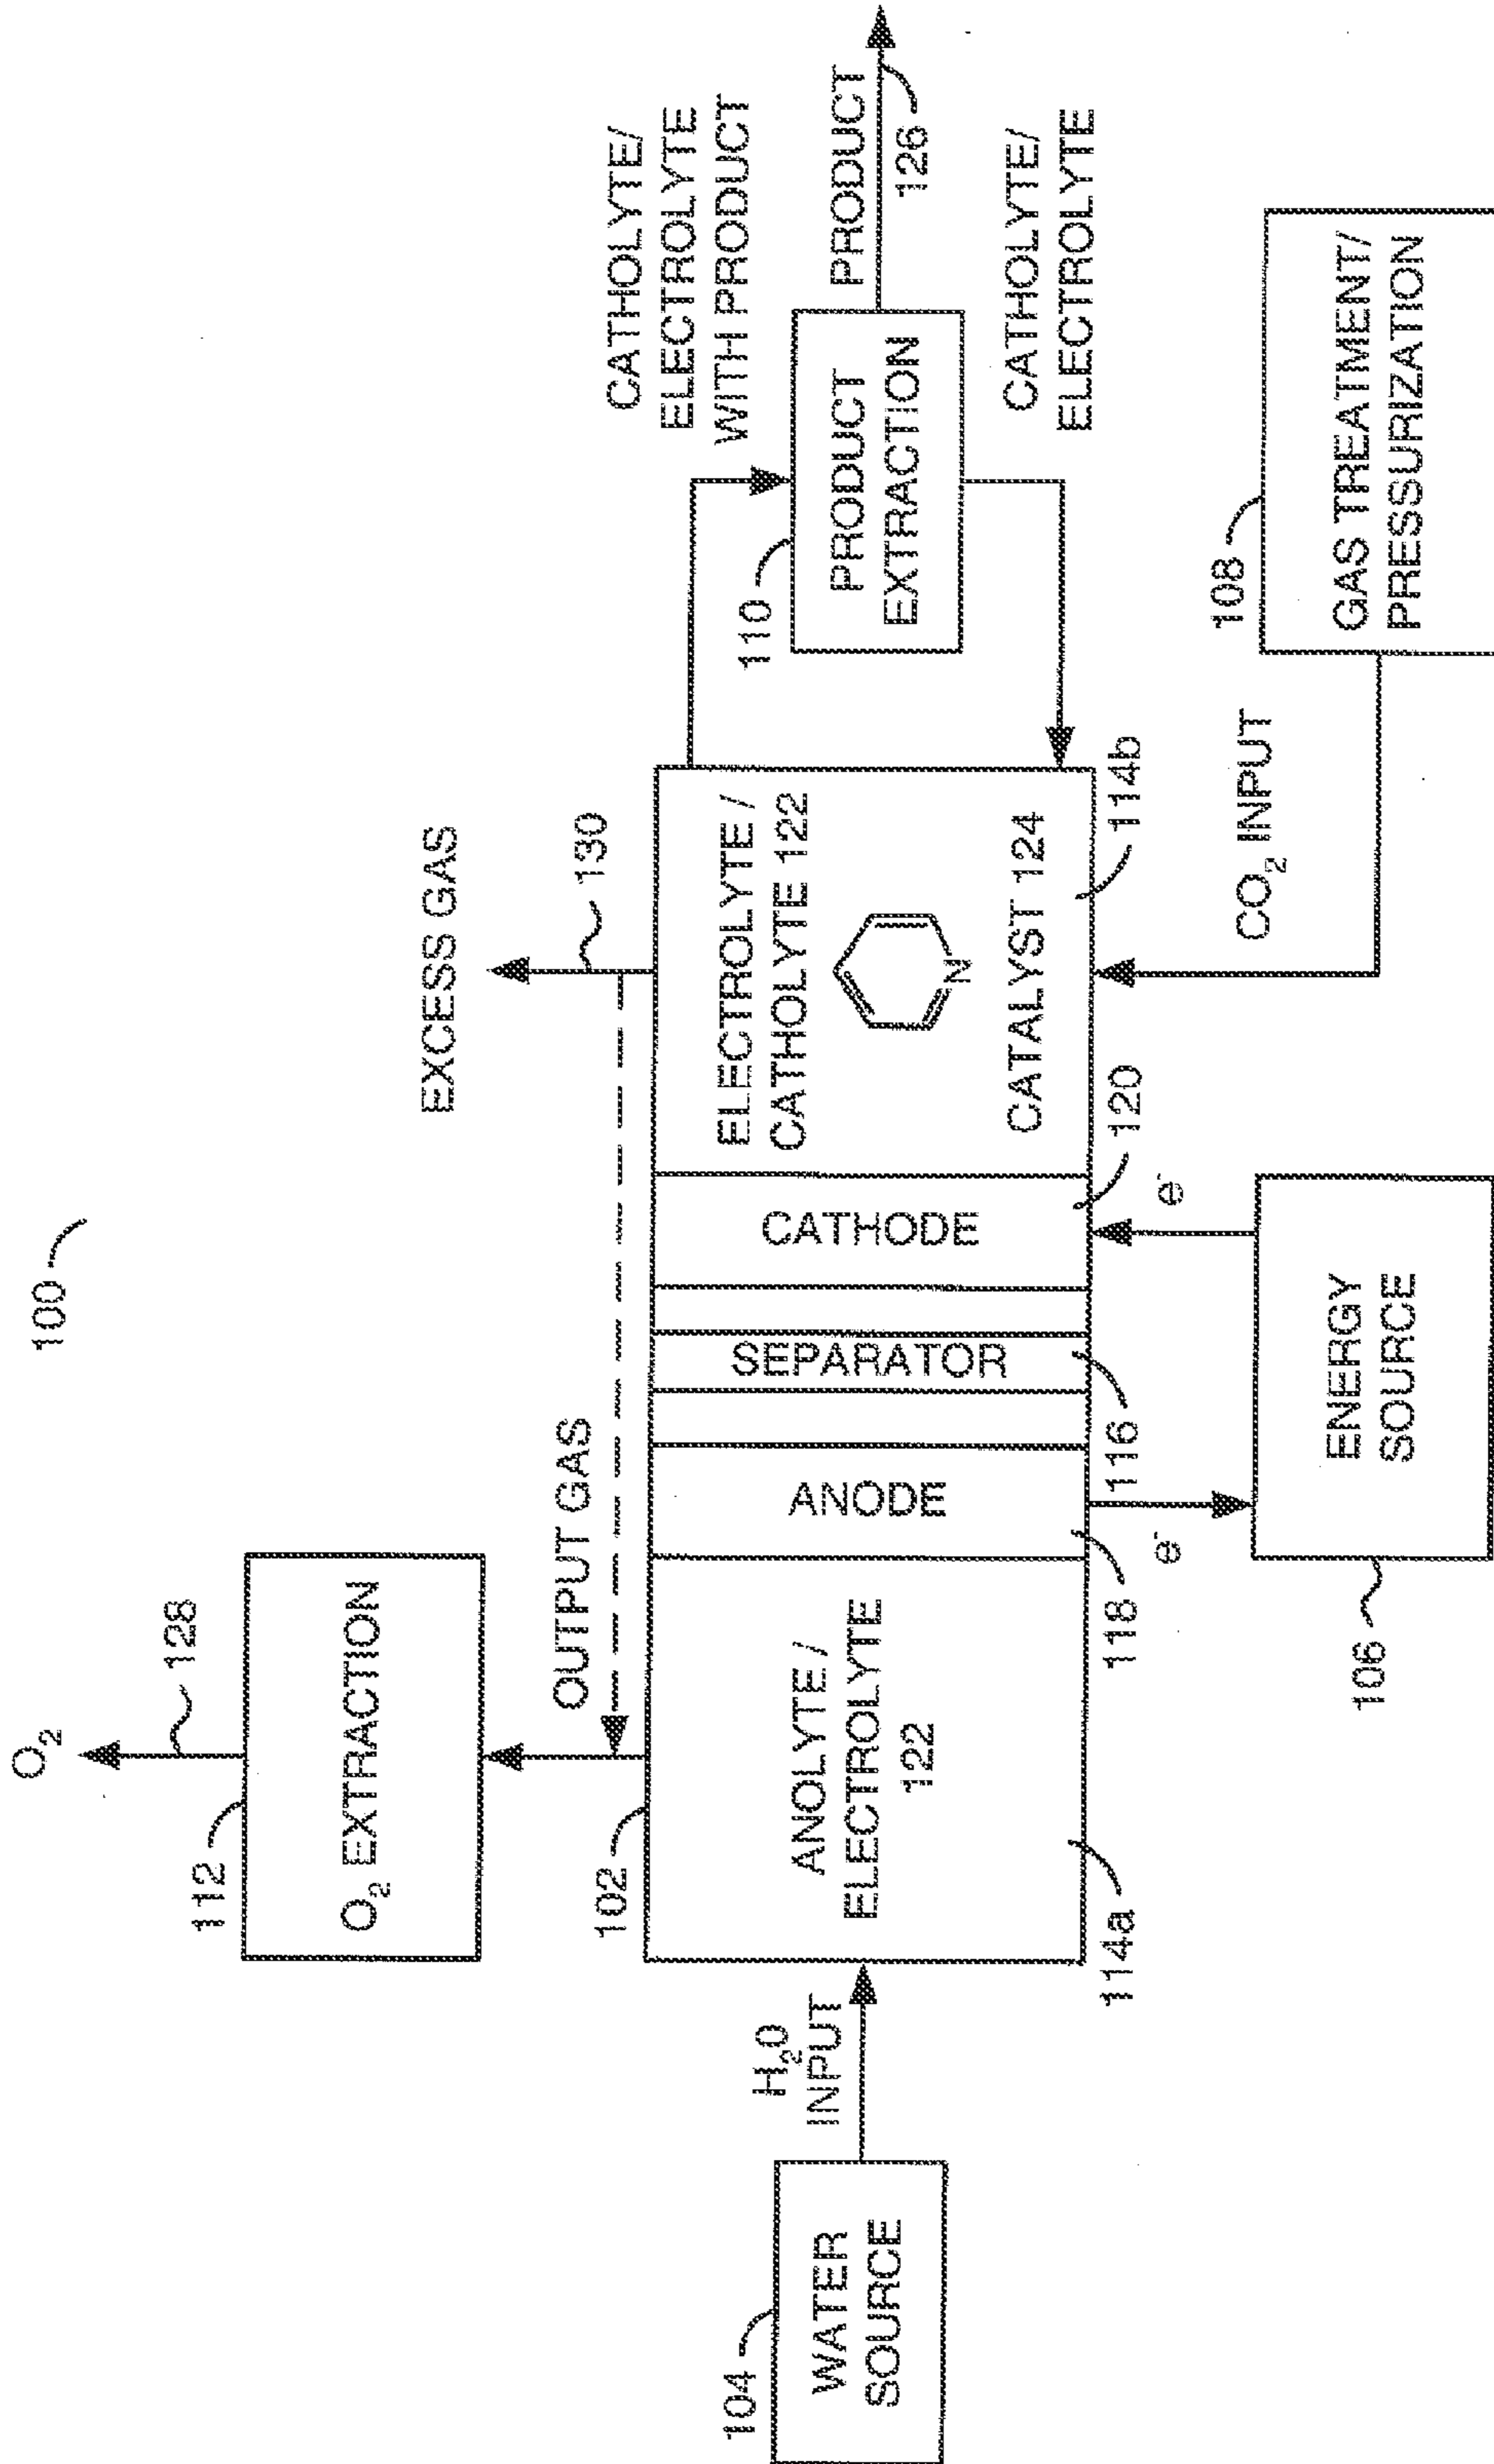 100
O₂
128
112
O₂ EXTRACTION
102
OUTPUT GAS
EXCESS GAS
130
104
WATER
SOURCE
H₂0
INPUT
ANOLYTE /
ELECTROLYTE
122
ANODE
SEPARATOR
CATHODE
ELECTROLYTE /
CATHOLYTE 122
N
CATALYST 124
114a
118
116
120
114b
e⁻
e⁻
106
ENERGY
SOURCE
CATHOLYTE/
ELECTROLYTE
WITH PRODUCT
110
PRODUCT
EXTRACTION
PRODUCT
126
CATHOLYTE/
ELECTROLYTE
CO₂ INPUT
108
GAS TREATMENT/
PRESSURIZATION